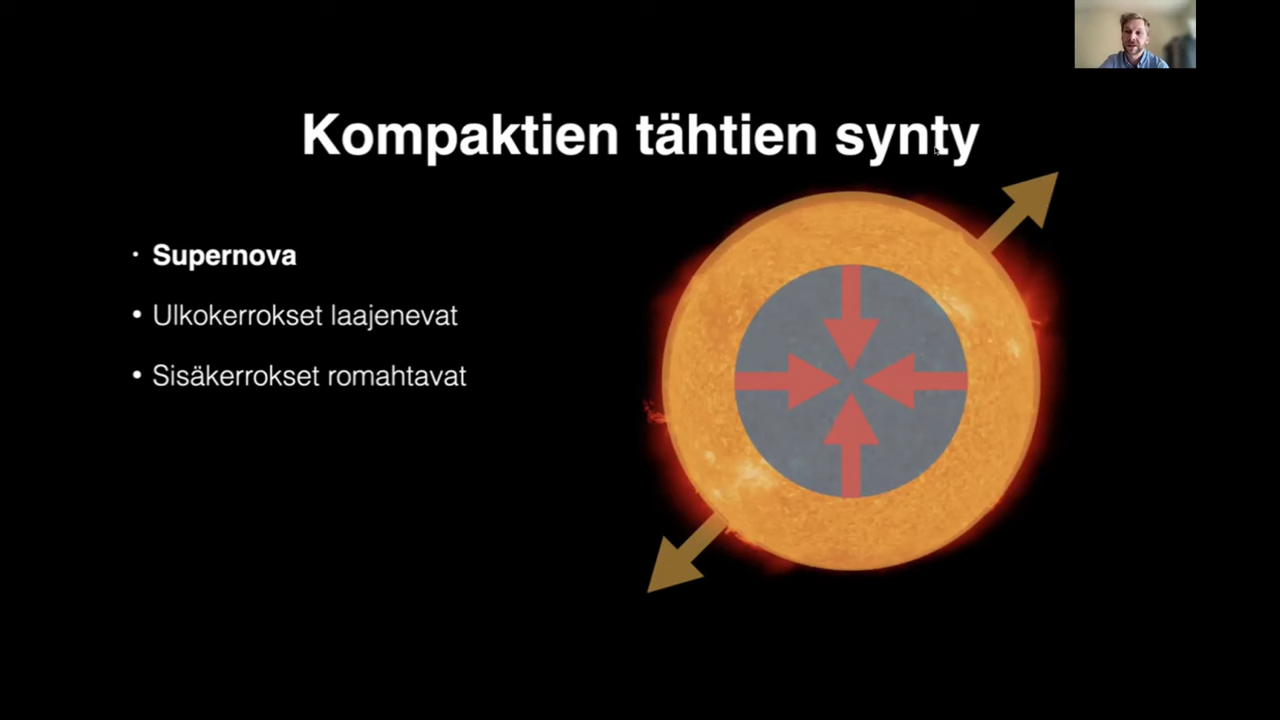 Kompaktien tähtien synty
• Supernova
• Ulkokerrokset laajenevat
• Sisäkerrokset romahtavat